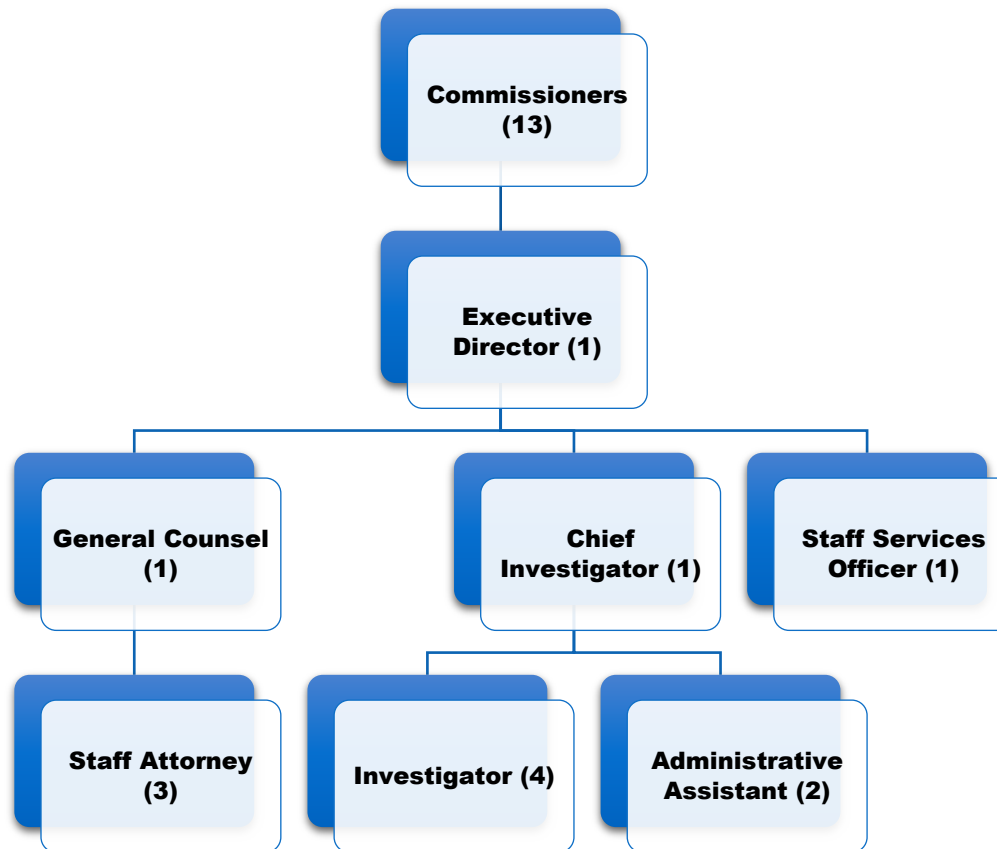 Commissioners
(13)
Executive
Director (1)
General Counsel
(1)
Chief
Investigator (1)
Staff Services
Officer (1)
Staff Attorney
(3)
Investigator (4)
Administrative
Assistant (2)